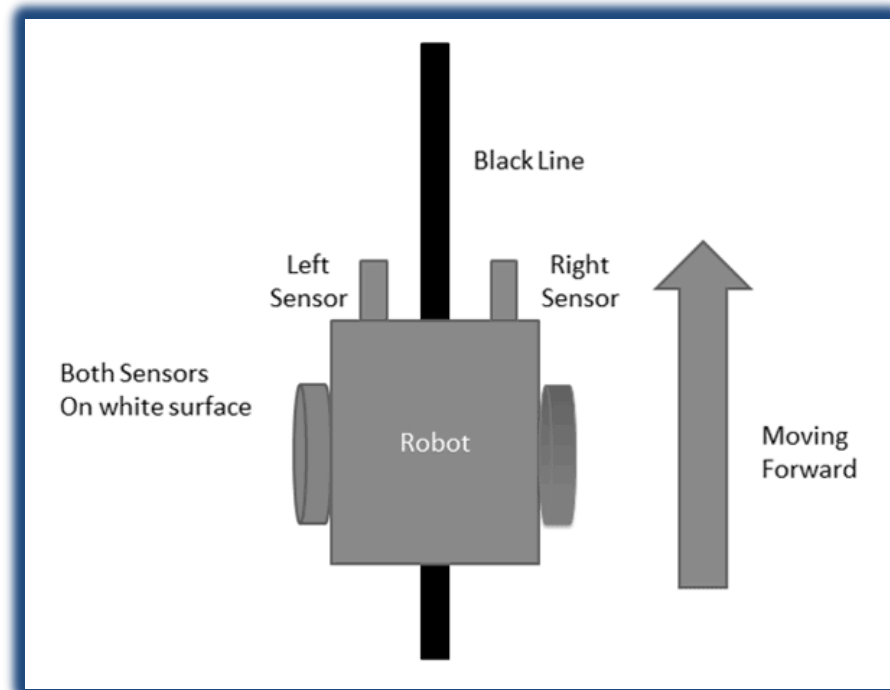 Black Line
Left
Sensor
Right
Sensor
Both Sensors
On white surface
Robot
Moving
Forward